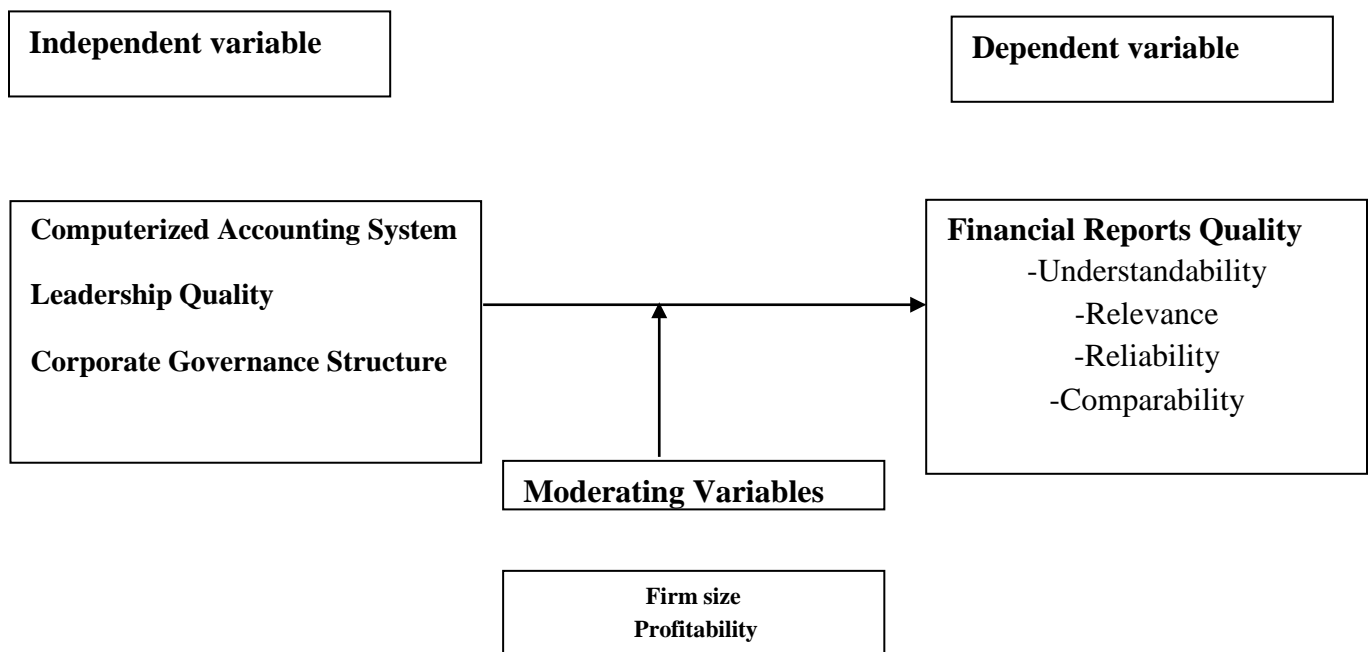 Independent variable
Dependent variable
Computerized Accounting System
Leadership Quality
Corporate Governance Structure
Financial Reports Quality
-Understandability
-Relevance
-Reliability
-Comparability
Moderating Variables
Firm size
Profitability